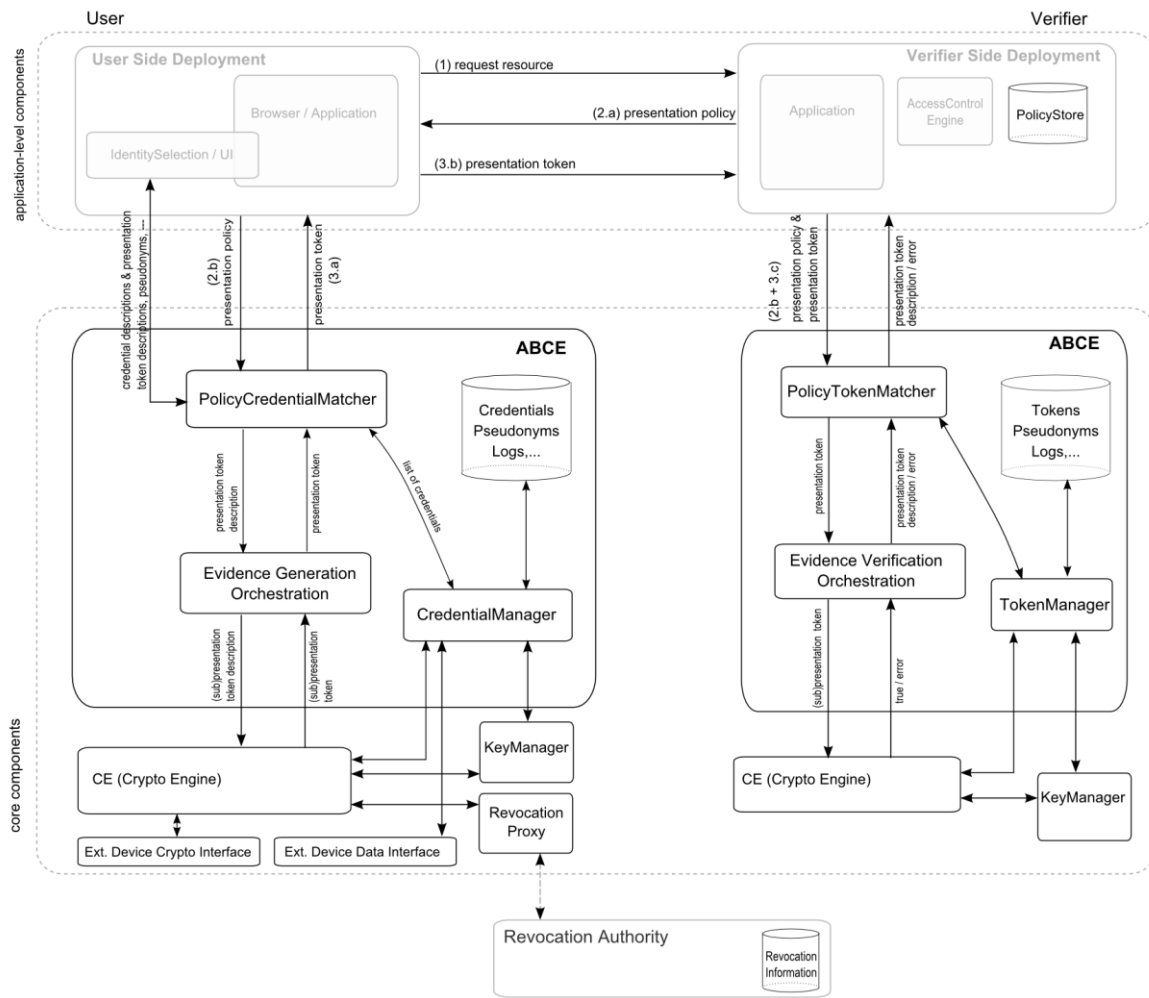 User
Verifier
application-level components
User Side Deployment
Browser / Application
IdentitySelection / UI
(1) request resource
(2.a) presentation policy
(3.b) presentation token
Verifier Side Deployment
Application
AccessControl
Engine
PolicyStore
credential descriptions & presentation
token descriptions, pseudonyms, ...
(2.b)
presentation policy
presentation token
(3.a)
(2.b + 3.c)
presentation policy &
presentation token
presentation token
description / error
core components
ABCE
PolicyCredentialMatcher
Credentials
Pseudonyms
Logs,...
list of credentials
presentation token
description
presentation token
Evidence Generation
Orchestration
CredentialManager
(sub)presentation
token description
(sub)presentation
token
KeyManager
CE (Crypto Engine)
Revocation
Proxy
Ext. Device Crypto Interface
Ext. Device Data Interface
ABCE
PolicyTokenMatcher
Tokens
Pseudonyms
Logs,...
presentation token
presentation token
description / error
Evidence Verification
Orchestration
TokenManager
(sub)presentation token
true / error
CE (Crypto Engine)
KeyManager
Revocation Authority
Revocation
Information